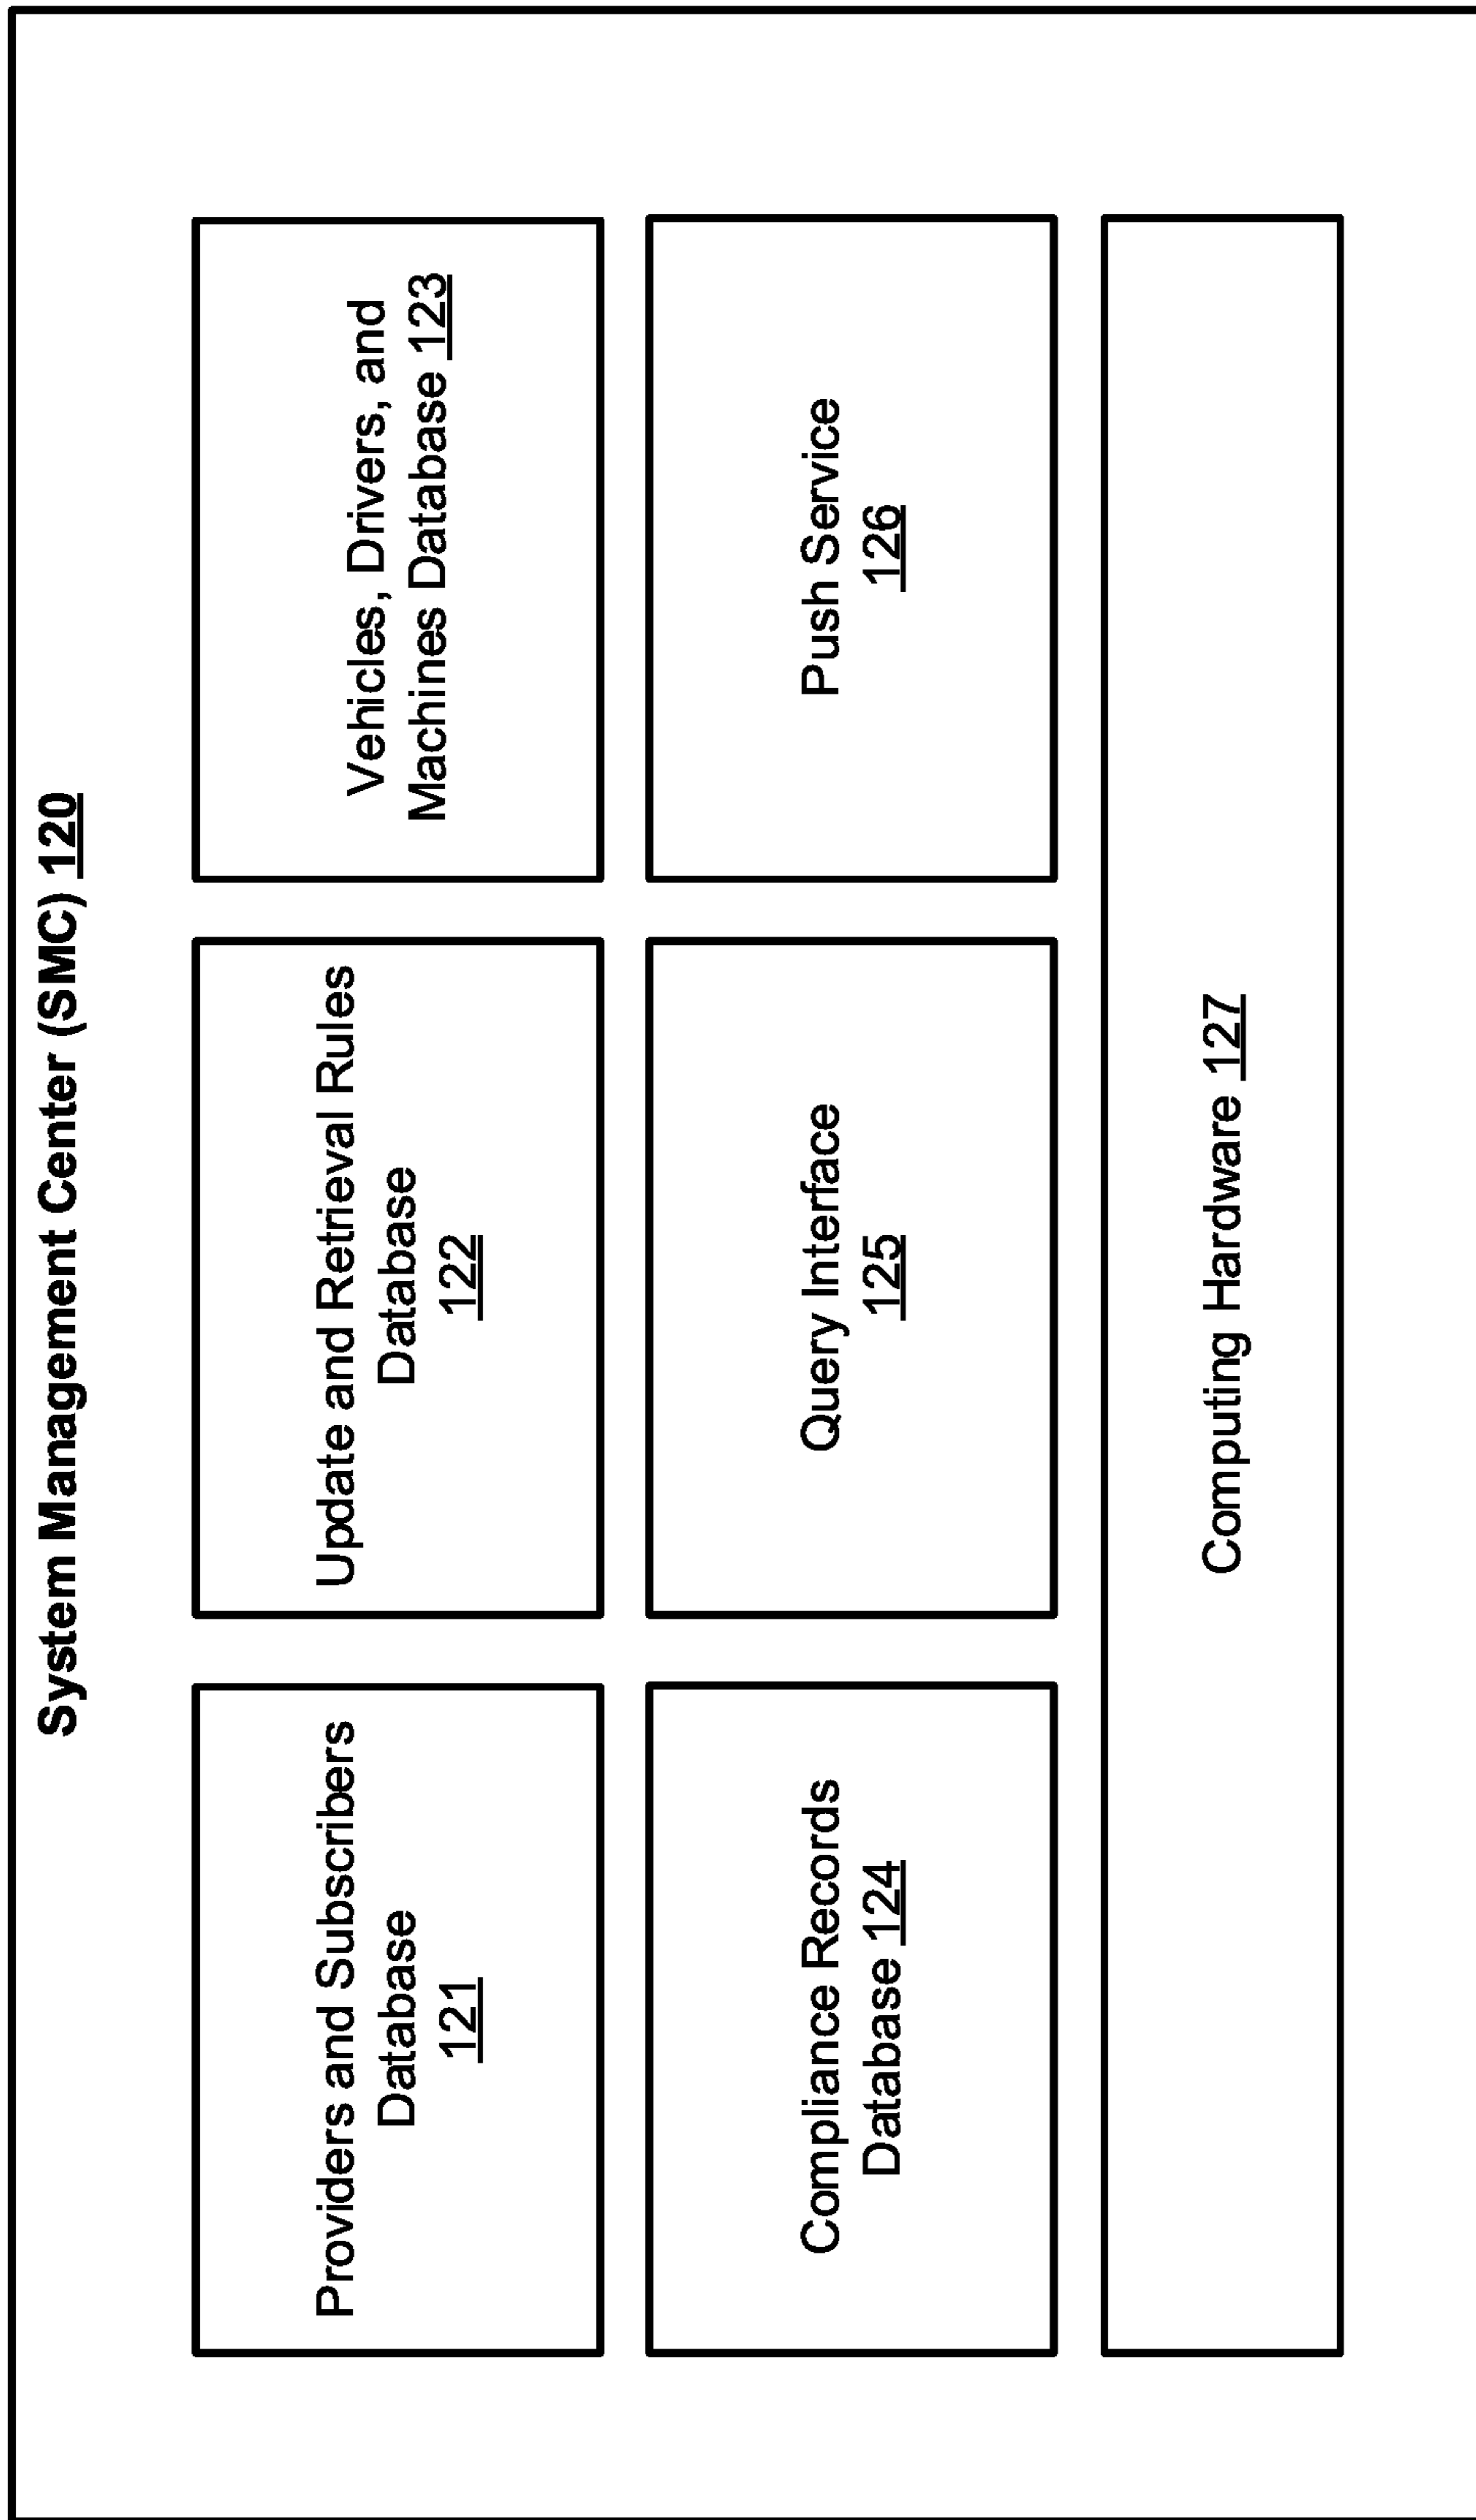 System Management Center (SMC) 120
Providers and Subscribers
Database
121
Update and Retrieval Rules
Database
122
Vehicles, Drivers, and
Machines Database 123
Compliance Records
Database 124
Query Interface
125
Push Service
126
Computing Hardware 127